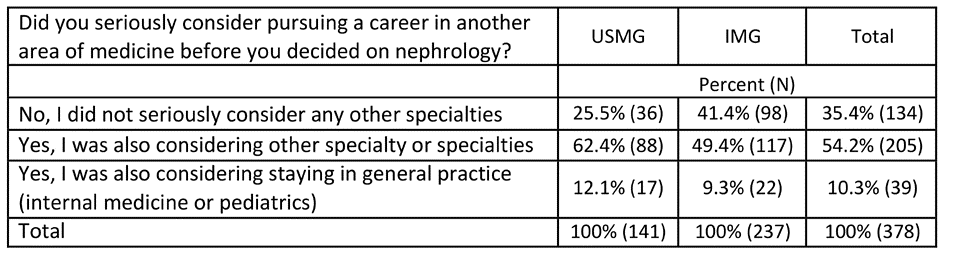 Did you seriously consider pursuing a career in another
area of medicine before you decided on nephrology? USMG IMG Total
Percent (N)
No, I did not seriously consider any other specialties 25.5% (36) 41.4% (98) 35.4% (134)
Yes, I was also considering other specialty or specialties 62.4% (88) 49.4% (117) 54.2% (205)
Yes, I was also considering staying in general practice
(internal medicine or pediatrics) 12.1% (17) 9.3% (22) 10.3% (39)
Total 100% (141) 100% (237) 100% (378)